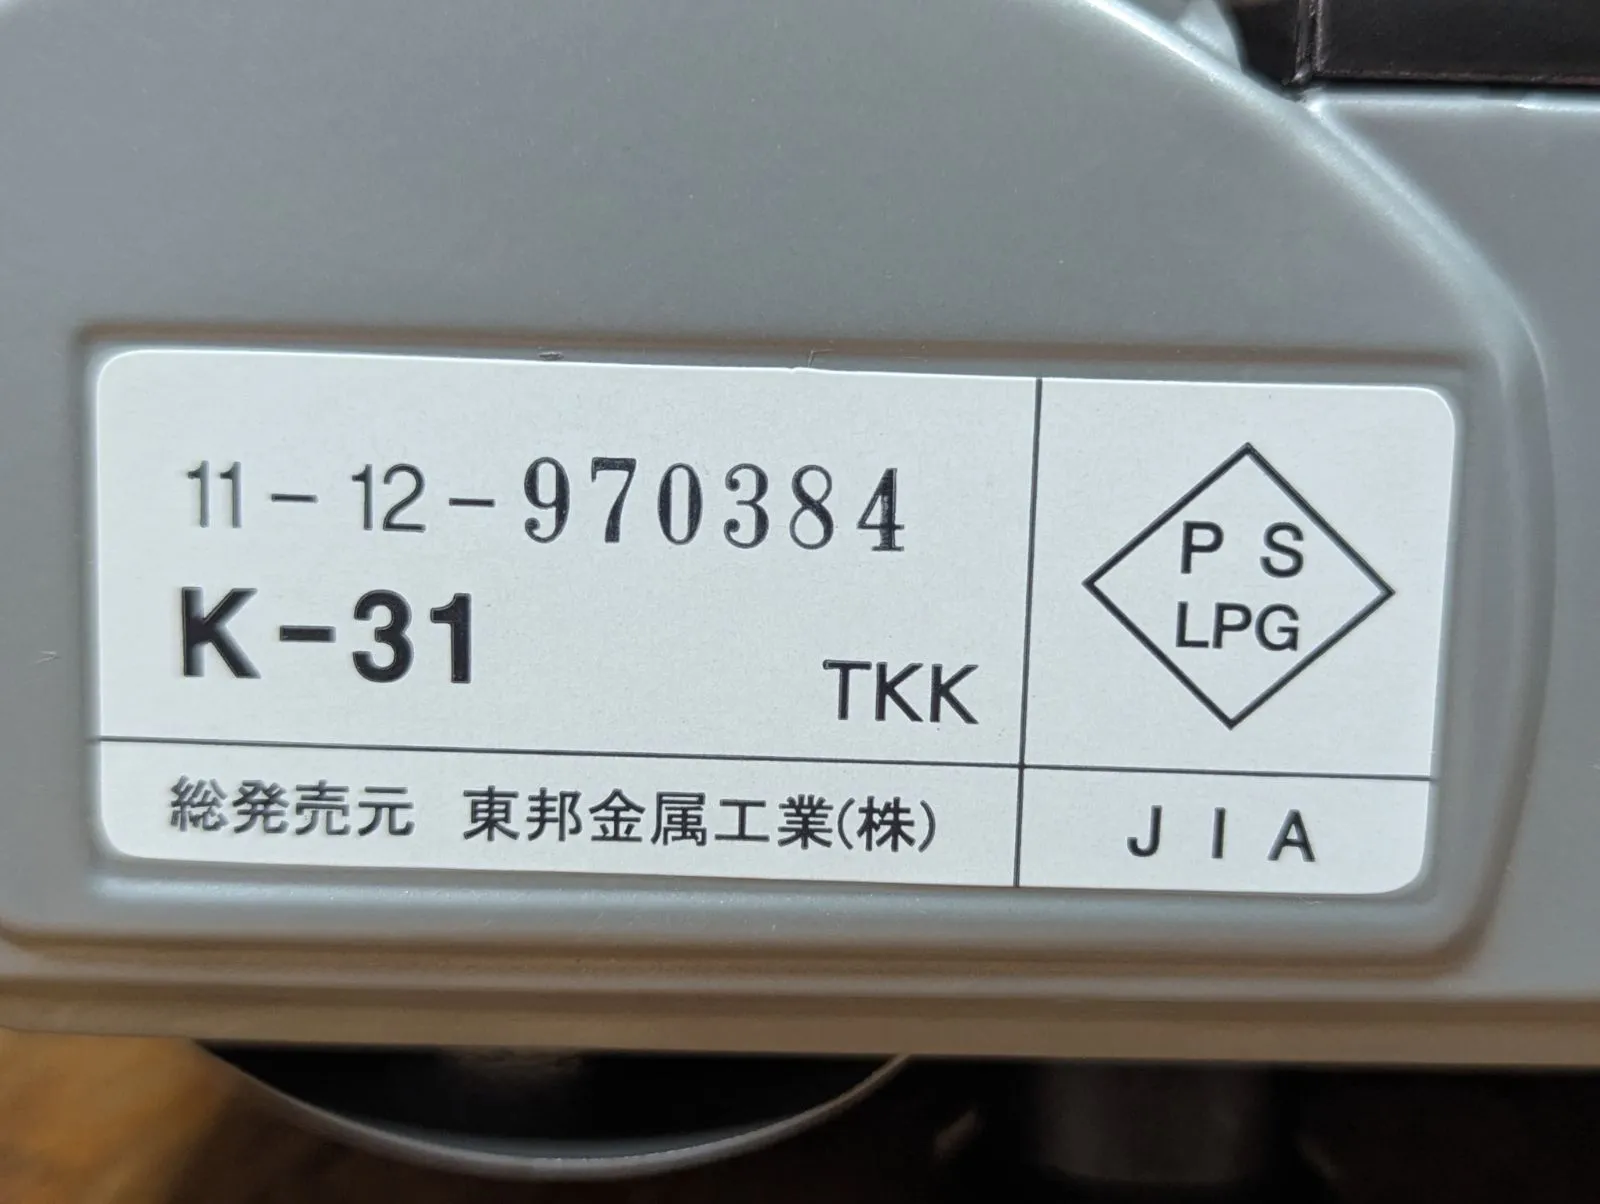 11-12-970384
K-31
TKK
P S
LPG
総発売元 東邦金属工業(株)
J I A